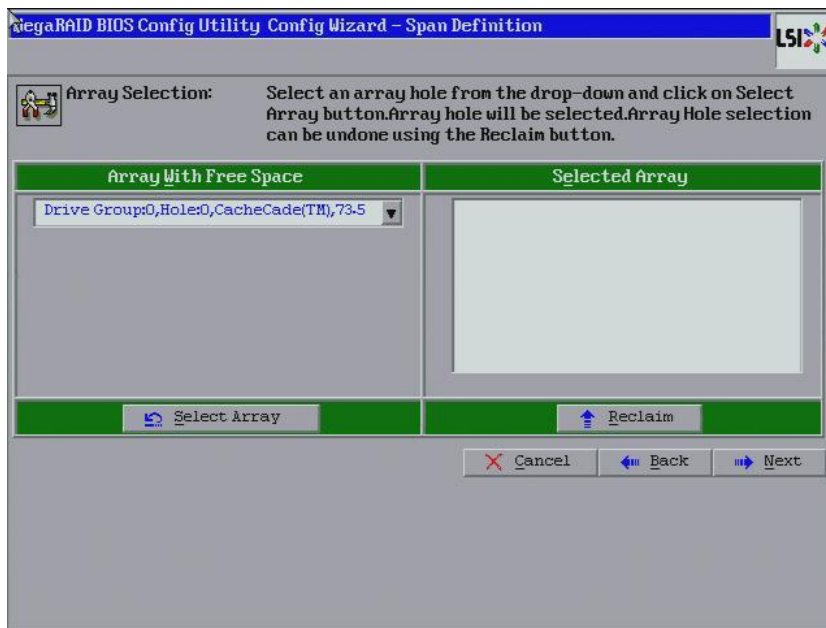 MegaRAID BIOS Config Utility Config Wizard – Span Definition
LSI
Array Selection:
Select an array hole from the drop-down and click on Select
Array button.Array hole will be selected.Array Hole selection
can be undone using the Reclaim button.
Array With Free Space
Selected Array
Drive Group:0,Hole:0,CacheCade(TM),73.5
Select Array
Reclaim
Cancel
Back
Next